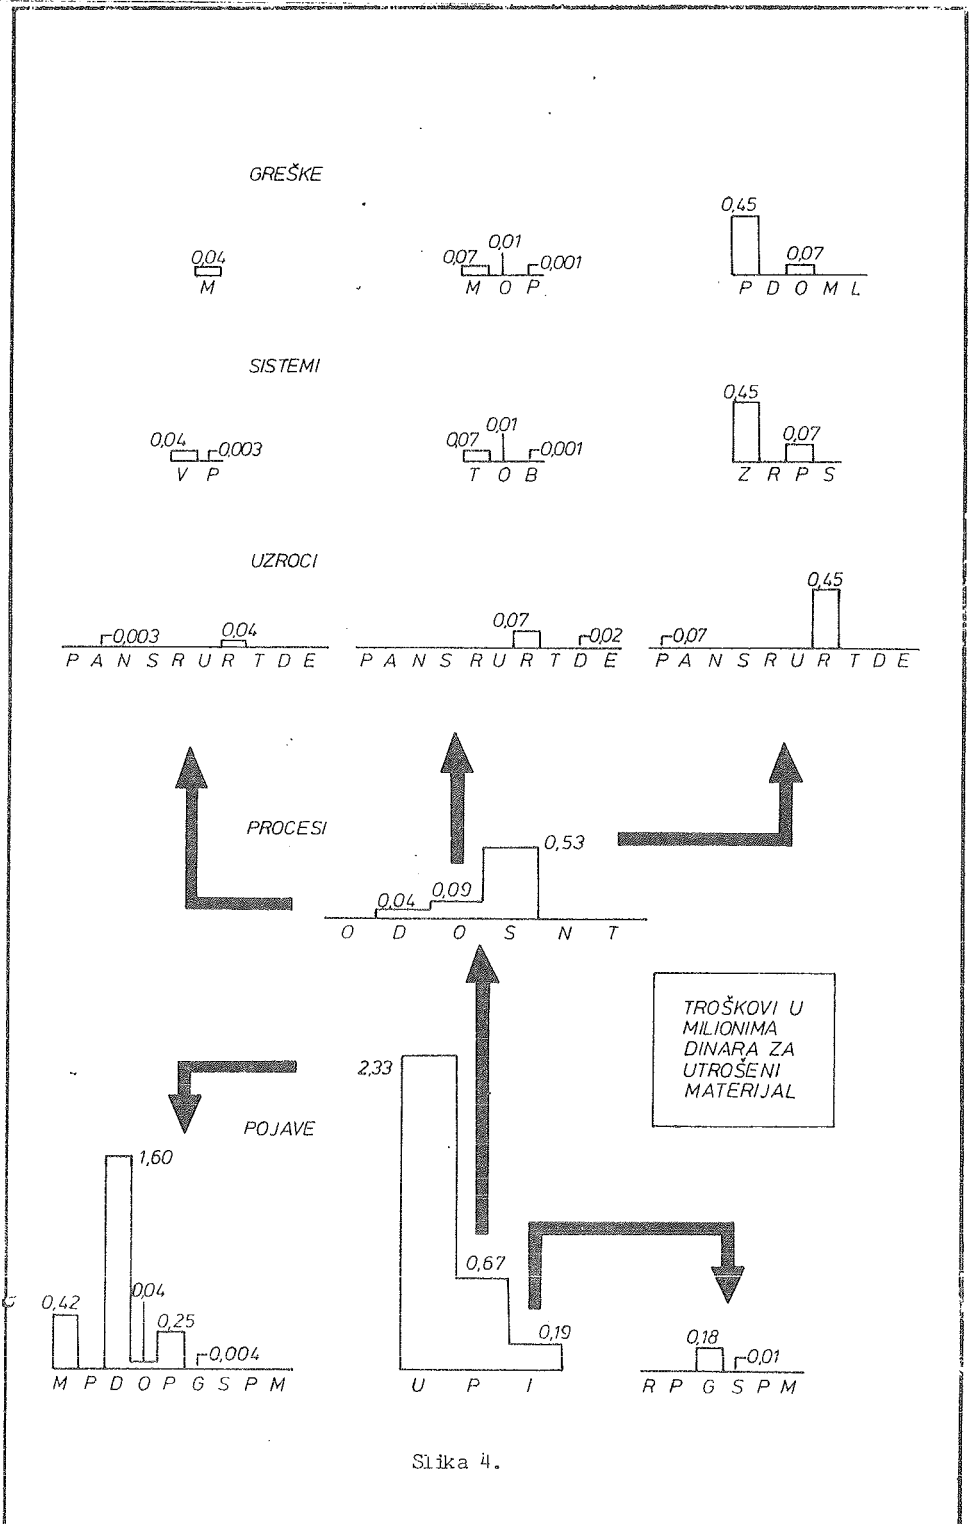 GREŠKE
0,04
M
0,07 0,01 0,001
M O P
0,45 0,07
P D O M L
SISTEMI
0,04 0,003
V P
0,07 0,01 0,001
T O B
0,45 0,07
Z R P S
UZROCI
0,003 0,04
P A N S R U R T D E
0,07 0,02
P A N S R U R T D E
0,07 0,45
P A N S R U R T D E
PROCESI
0,04 0,09 0,53
O D O S N T
TROŠKOVI U
MILIONIMA
DINARA ZA
UTROŠENI
MATERIJAL
POJAVE
0,42 1,60 0,04 0,25 0,004
M P D O P G S P M
2,33 0,67 0,19
U P I
0,18 0,01
R P G S P M
Slika 4.